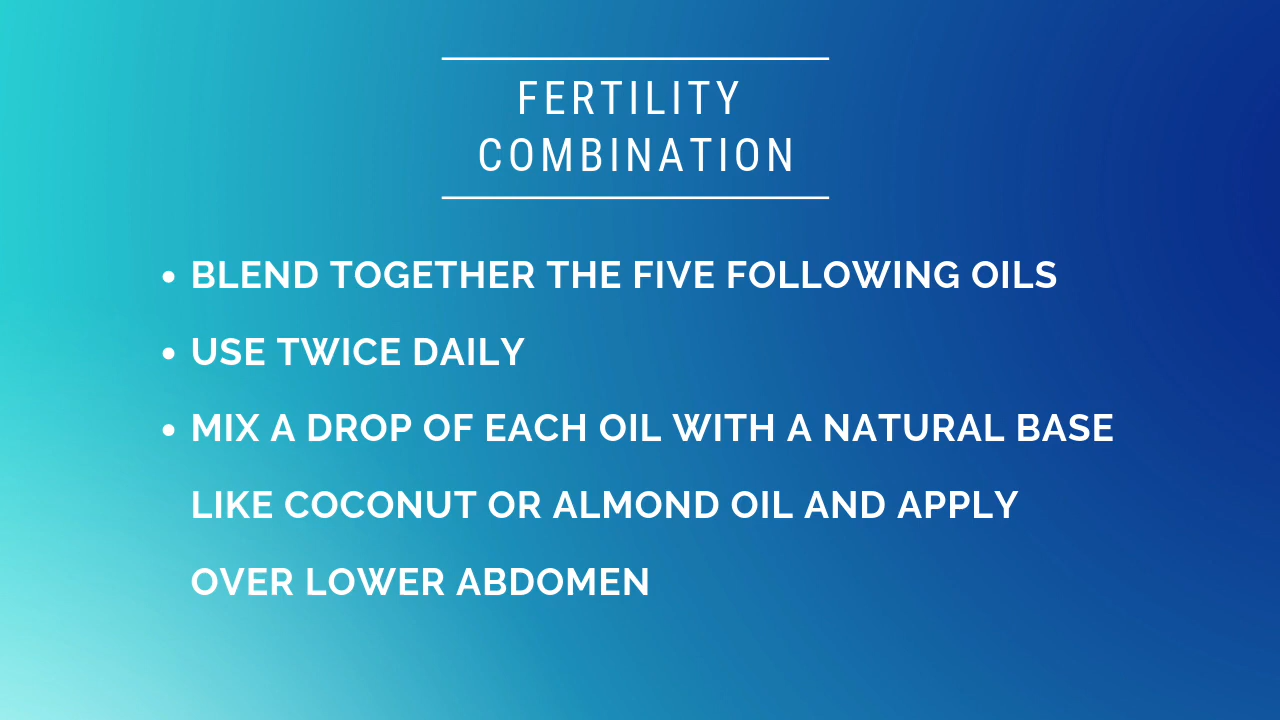 FERTILITY
COMBINATION
• BLEND TOGETHER THE FIVE FOLLOWING OILS
• USE TWICE DAILY
• MIX A DROP OF EACH OIL WITH A NATURAL BASE
LIKE COCONUT OR ALMOND OIL AND APPLY
OVER LOWER ABDOMEN